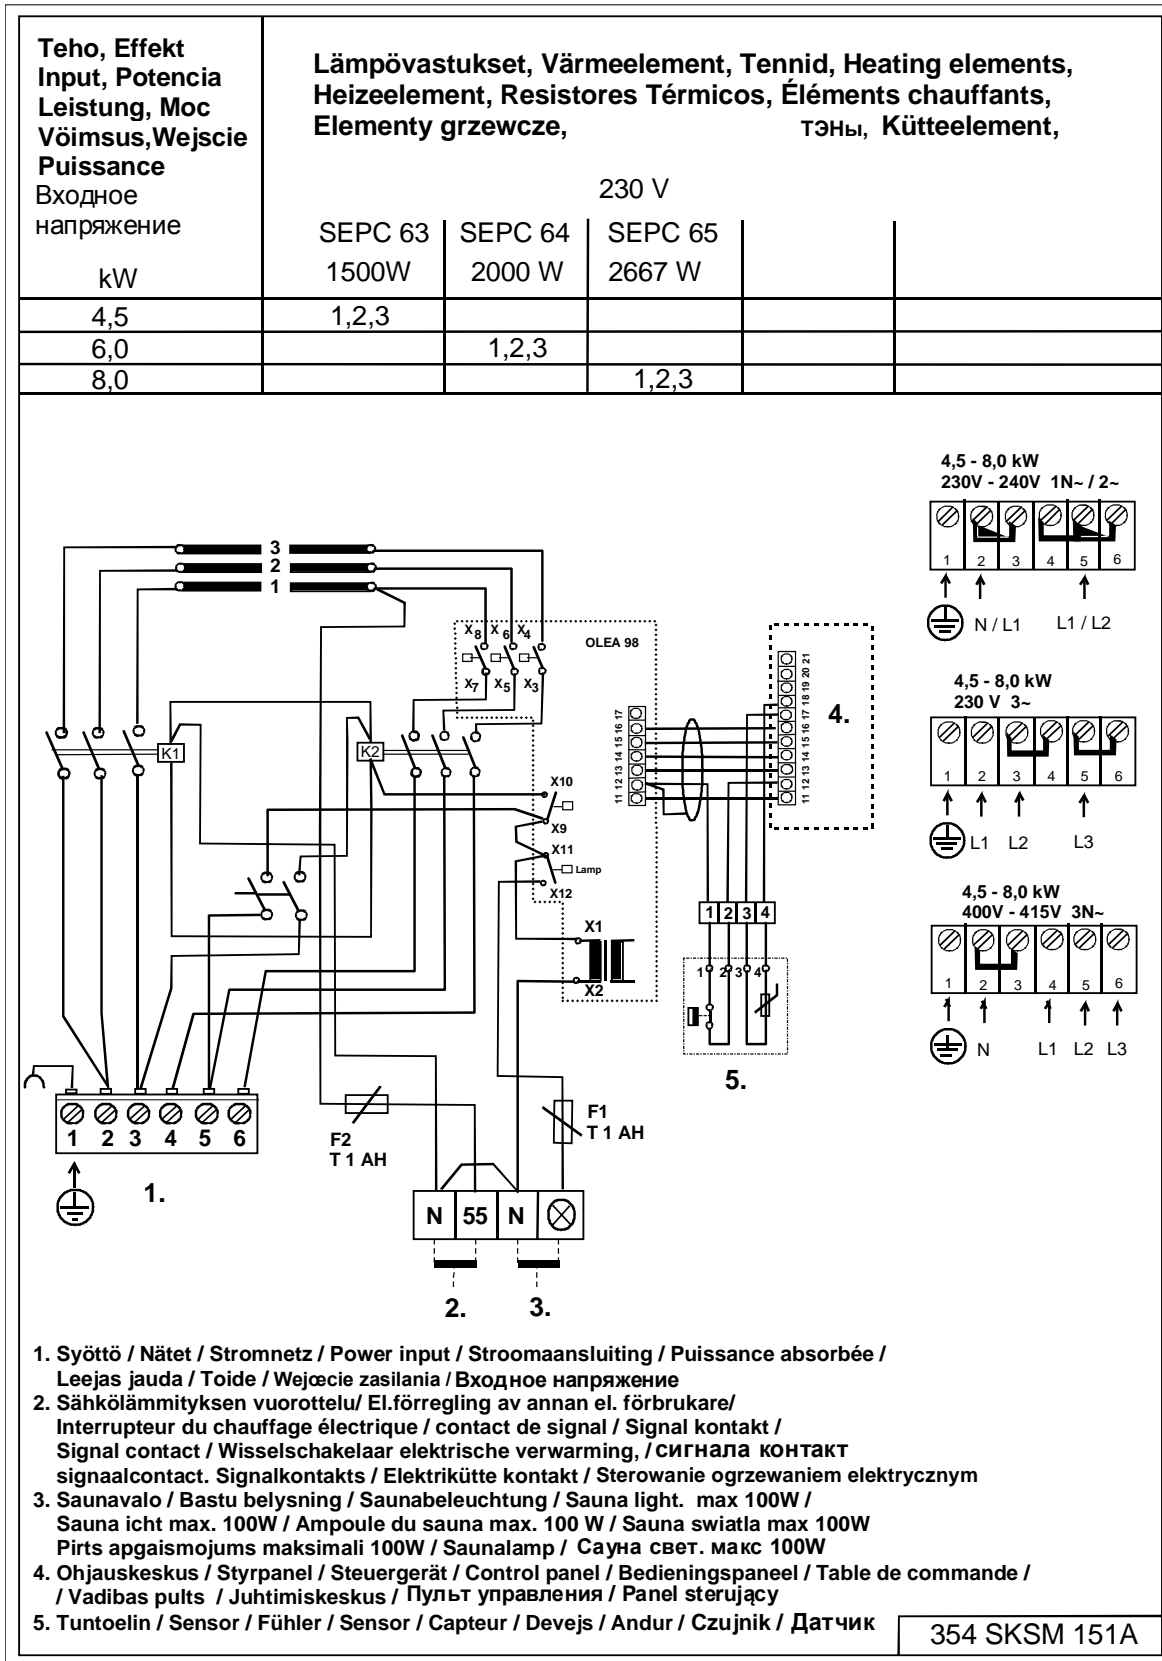 Teho, Effekt
Input, Potencia
Leistung, Moc
Vöimsus,Wejscie
Puissance
Входное
напряжение
kW
Lämpövastukset, Värmeelement, Tennid, Heating elements,
Heizeelement, Resistores Térmicos, Éléments chauffants,
Elementy grzewcze, тэны, Kütteelement,
230 V
SEPC 63 SEPC 64 SEPC 65
1500W 2000 W 2667 W
4,5 1,2,3
6,0 1,2,3
8,0 1,2,3
4,5 - 8,0 kW
230V - 240V 1N~ / 2~
1 2 3 4 5 6
N / L1 L1 / L2
4,5 - 8,0 kW
230 V 3~
1 2 3 4 5 6
L1 L2 L3
4,5 - 8,0 kW
400V - 415V 3N~
1 2 3 4 5 6
N L1 L2 L3
3
2
1
X8 X6 X4
X7 X5 X3
OLEA 98
K1
K2
X10
X9
X11
Lamp
X12
X1
X2
11 12 13 14 15 16 17
11 12 13 14 15 16 17 18 19 20 21
4.
1 2 3 4
1 2 3 4
5.
1 2 3 4 5 6
1.
F2
T 1 AH
F1
T 1 AH
N 55 N
2. 3.
1. Syöttö / Nätet / Stromnetz / Power input / Stroomaansluiting / Puissance absorbée /
Leejas jauda / Toide / Wejœcie zasilania / Входное напряжение
2. Sähkölämmityksen vuorottelu/ El.förregling av annan el. förbrukare/
Interrupteur du chauffage électrique / contact de signal / Signal kontakt /
Signal contact / Wisselschakelaar elektrische verwarming, / сигнала контакт
signaalcontact. Signalkontakts / Elektrikütte kontakt / Sterowanie ogrzewaniem elektrycznym
3. Saunavalo / Bastu belysning / Saunabeleuchtung / Sauna light. max 100W /
Sauna icht max. 100W / Ampoule du sauna max. 100 W / Sauna swiatla max 100W
Pirts apgaismojums maksimali 100W / Saunalamp / Сауна свет. макс 100W
4. Ohjauskeskus / Styrpanel / Steuergerät / Control panel / Bedieningspaneel / Table de commande /
/ Vadibas pults / Juhtimiskeskus / Пульт управления / Panel sterujący
5. Tuntoelin / Sensor / Fühler / Sensor / Capteur / Devejs / Andur / Czujnik / Датчик
354 SKSM 151A